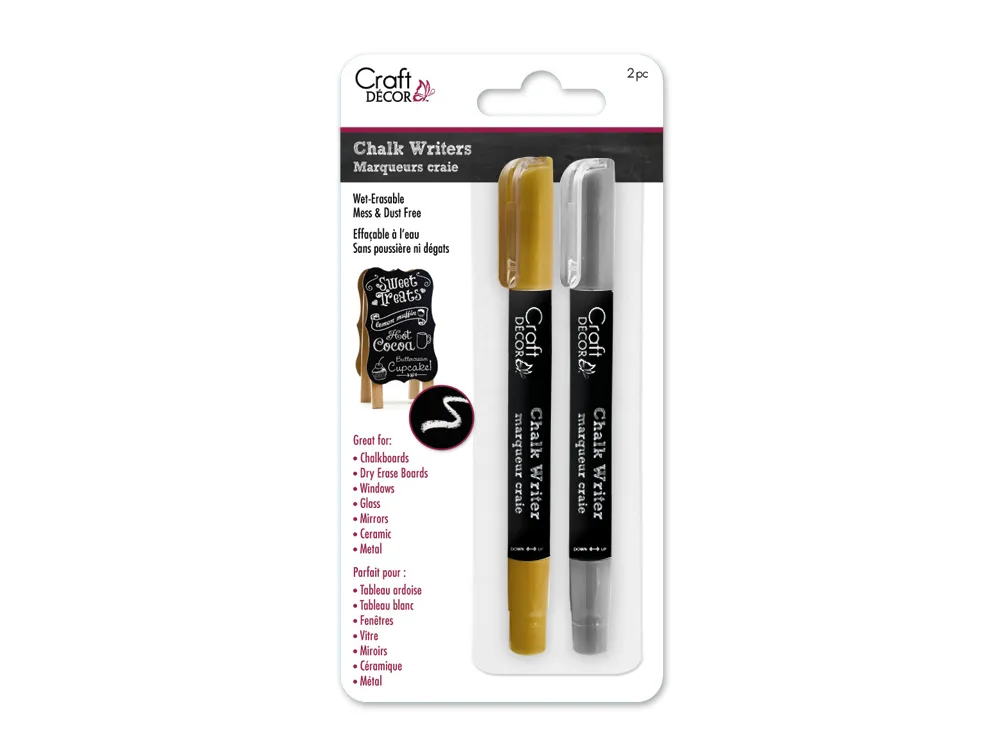 Craft
DÉCOR
2pc
Chalk Writers
Marqueurs craie
Wet-Erasable
Mess & Dust Free
Effaçable à l'eau
Sans poussière ni dégats
Sweet
Treats
lemon muffin
Hot
Cocoa
Buttercream
Cupcake!
Great for:
• Chalkboards
• Dry Erase Boards
• Windows
• Glass
• Mirrors
• Ceramic
• Metal
Parfait pour :
• Tableau ardoise
• Tableau blanc
• Fenêtres
• Vitre
• Miroirs
• Céramique
• Métal
Craft
DÉCOR
Chalk Writer
marqueur craie
DOWN ↔ UP
Craft
DÉCOR
Chalk Writer
marqueur craie
DOWN ↔ UP